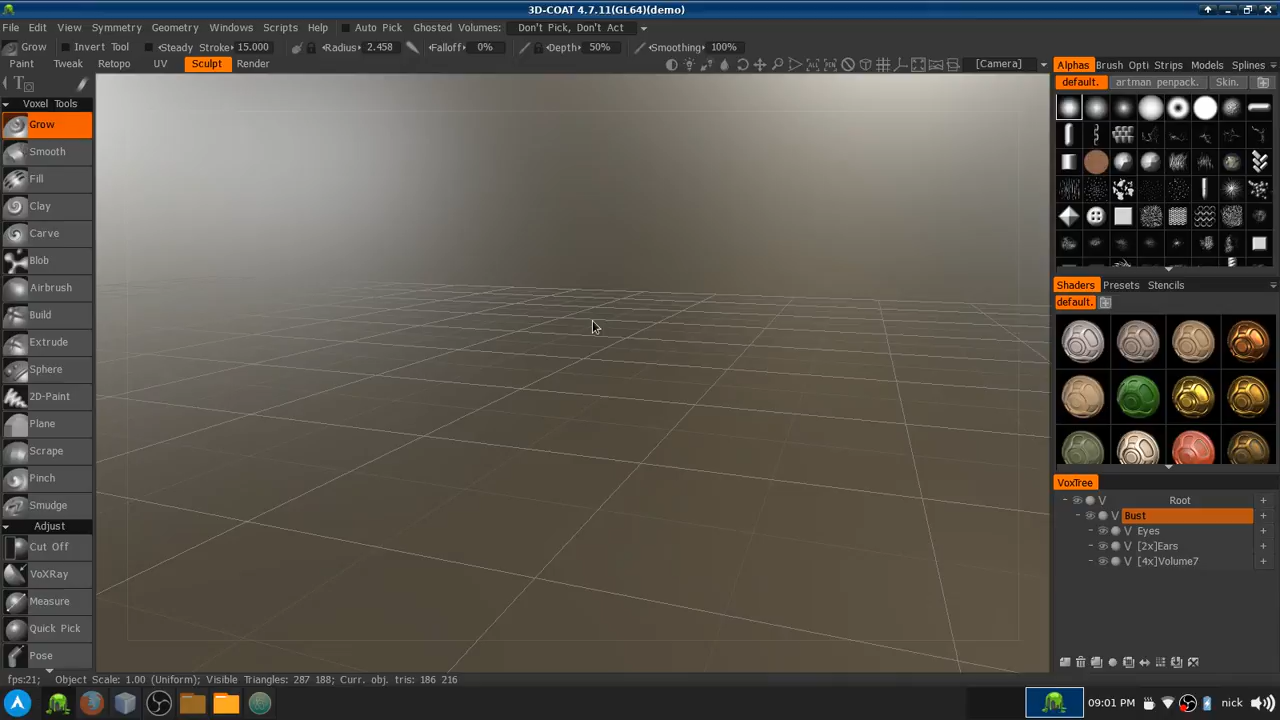 3D-COAT 4.7.11(GL64)(demo)
File Edit View Symmetry Geometry Windows Scripts Help Auto Pick Ghosted Volumes: Don't Pick, Don't Act
Grow Invert Tool Steady Stroke 15.000 Radius 2.458 Falloff 0% Depth 50% Smoothing 100%
Paint Tweak Retopo UV Sculpt Render [Camera]
Alphas Brush Opti Strips Models Splines
default. artman penpack. Skin.
Voxel Tools
Grow
Smooth
Fill
Clay
Carve
Blob
Airbrush
Build
Extrude
Sphere
2D-Paint
Plane
Scrape
Pinch
Smudge
Adjust
Cut Off
VoXRay
Measure
Quick Pick
Pose
Shaders Presets Stencils
default.
VoxTree
V Root +
V Bust +
V Eyes +
V [2x]Ears +
V [4x]Volume7 +
fps:21; Object Scale: 1.00 (Uniform); Visible Triangles: 287 188; Curr. obj. tris: 186 216
09:01 PM nick